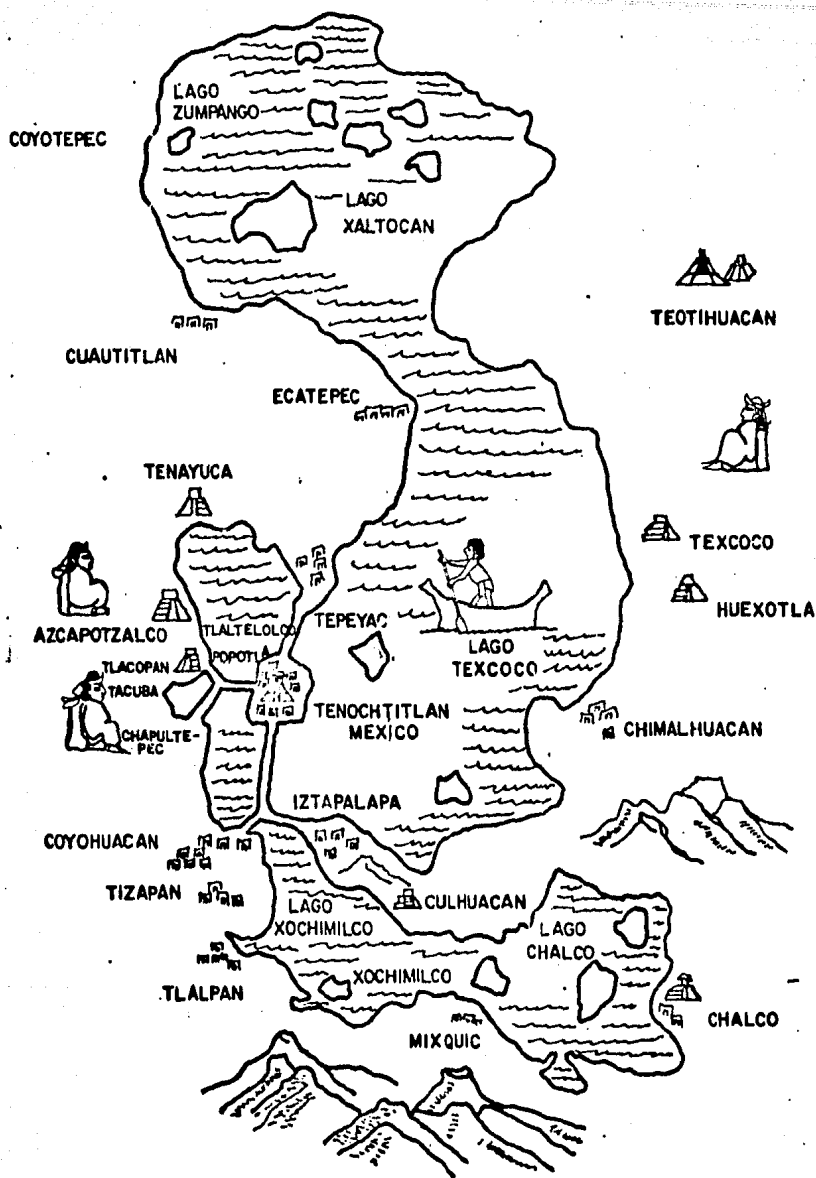 LAGO
ZUMPANGO
COYOTEPEC
LAGO
XALTOCAN
TEOTIHUACAN
CUAUTITLAN
ECATEPEC
TENAYUCA
TEXCOCO
HUEXOTLA
AZCAPOTZALCO
TLALTELOLCO
TEPEYAC
LAGO
TEXCOCO
POPOTLA
TLACOPAN
TACUBA
TENOCHTITLAN
MEXICO
CHAPULTE-
PEC
CHIMALHUACAN
IZTAPALAPA
COYOHUACAN
TIZAPAN
CULHUACAN
LAGO
XOCHIMILCO
LAGO
CHALCO
XOCHIMILCO
TLALPAN
CHALCO
MIXQUIC